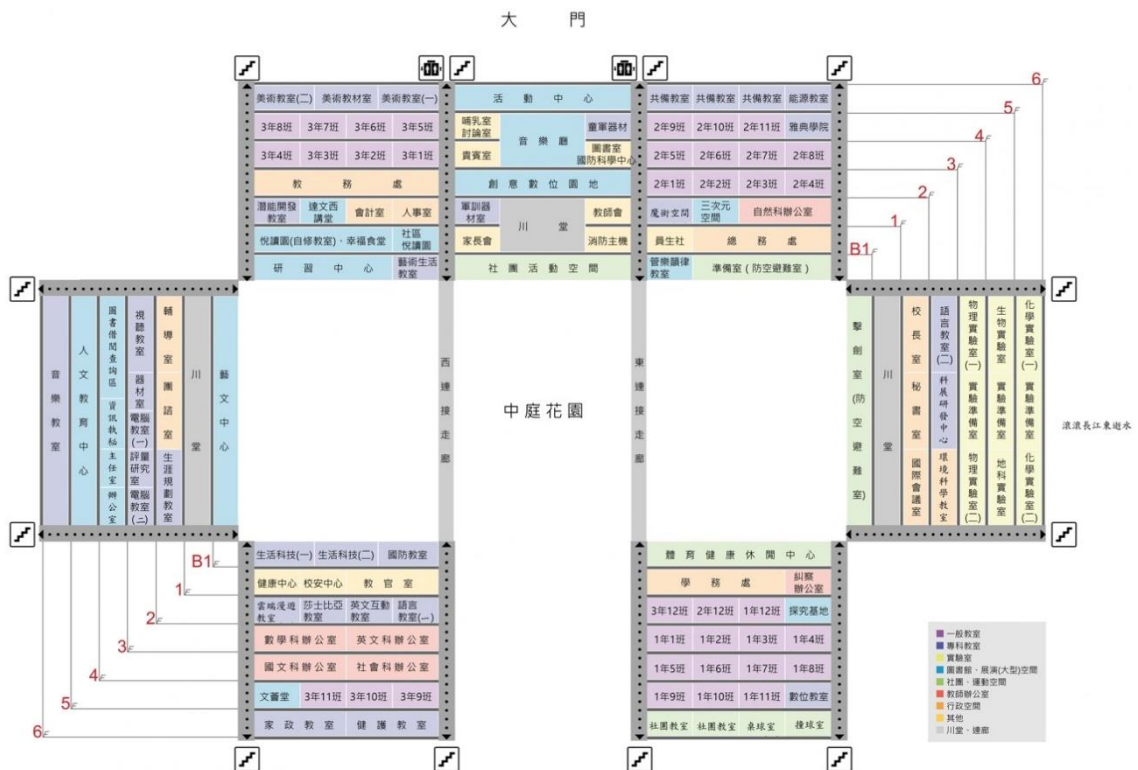 大 門
美術教室(二) 美術教材室 美術教室(一)
3年8班 3年7班 3年6班 3年5班
3年4班 3年3班 3年2班 3年1班
教 務 處
潛能開發教室 達文西講堂 會計室 人事室
悅讀園(自修教室)、幸福食堂 社區悅讀園
研 習 中 心 藝術生活教室
活 動 中 心
哺乳室 討論室 音樂廳 童軍器材
貴賓室 圖書室 國防科學中心
創意數位園地
軍訓器材室 川堂 教師會
家長會 消防主機
社團活動空間
共備教室 共備教室 共備教室 能源教室
2年9班 2年10班 2年11班 雅典學院
2年5班 2年6班 2年7班 2年8班
2年1班 2年2班 2年3班 2年4班
魔術空間 三次元空間 自然科辦公室
員生社 總 務 處
管樂韻律教室 準備室(防空避難室)
6F
5F
4F
3F
2F
1F
B1F
音樂教室
人文教育中心
圖書借閱查詢區 資訊執秘 主任室 辦公室
視聽教室 器材室 電腦教室(一) 評量研究室 電腦教室(二)
輔導室 團諮室 生涯規劃教室
川堂
藝文中心
西連接走廊
中庭花園
東連接走廊
擊劍室(防空避難室)
川堂
校長室 秘書室 國際會議室
語言教室(二) 科展研發中心 環境科學教室
物理實驗室(一) 實驗準備室 物理實驗室(二)
生物實驗室 實驗準備室 地科實驗室
化學實驗室(一) 實驗準備室 化學實驗室(二)
滾滾長江東逝水
B1F
1F
2F
3F
4F
5F
6F
生活科技(一) 生活科技(二) 國防教室
健康中心 校安中心 教 官 室
雲端漫遊教室 莎士比亞教室 英文互動教室 語言教室(一)
數學科辦公室 英文科辦公室
國文科辦公室 社會科辦公室
文薈堂 3年11班 3年10班 3年9班
家 政 教 室 健 護 教 室
體育健康休閒中心
學 務 處 糾察辦公室
3年12班 2年12班 1年12班 探究基地
1年1班 1年2班 1年3班 1年4班
1年5班 1年6班 1年7班 1年8班
1年9班 1年10班 1年11班 數位教室
社團教室 社團教室 桌球室 撞球室
一般教室
專科教室
實驗室
圖書館、展演(大型)空間
社團、運動空間
教師辦公室
行政空間
其他
川堂、連廊